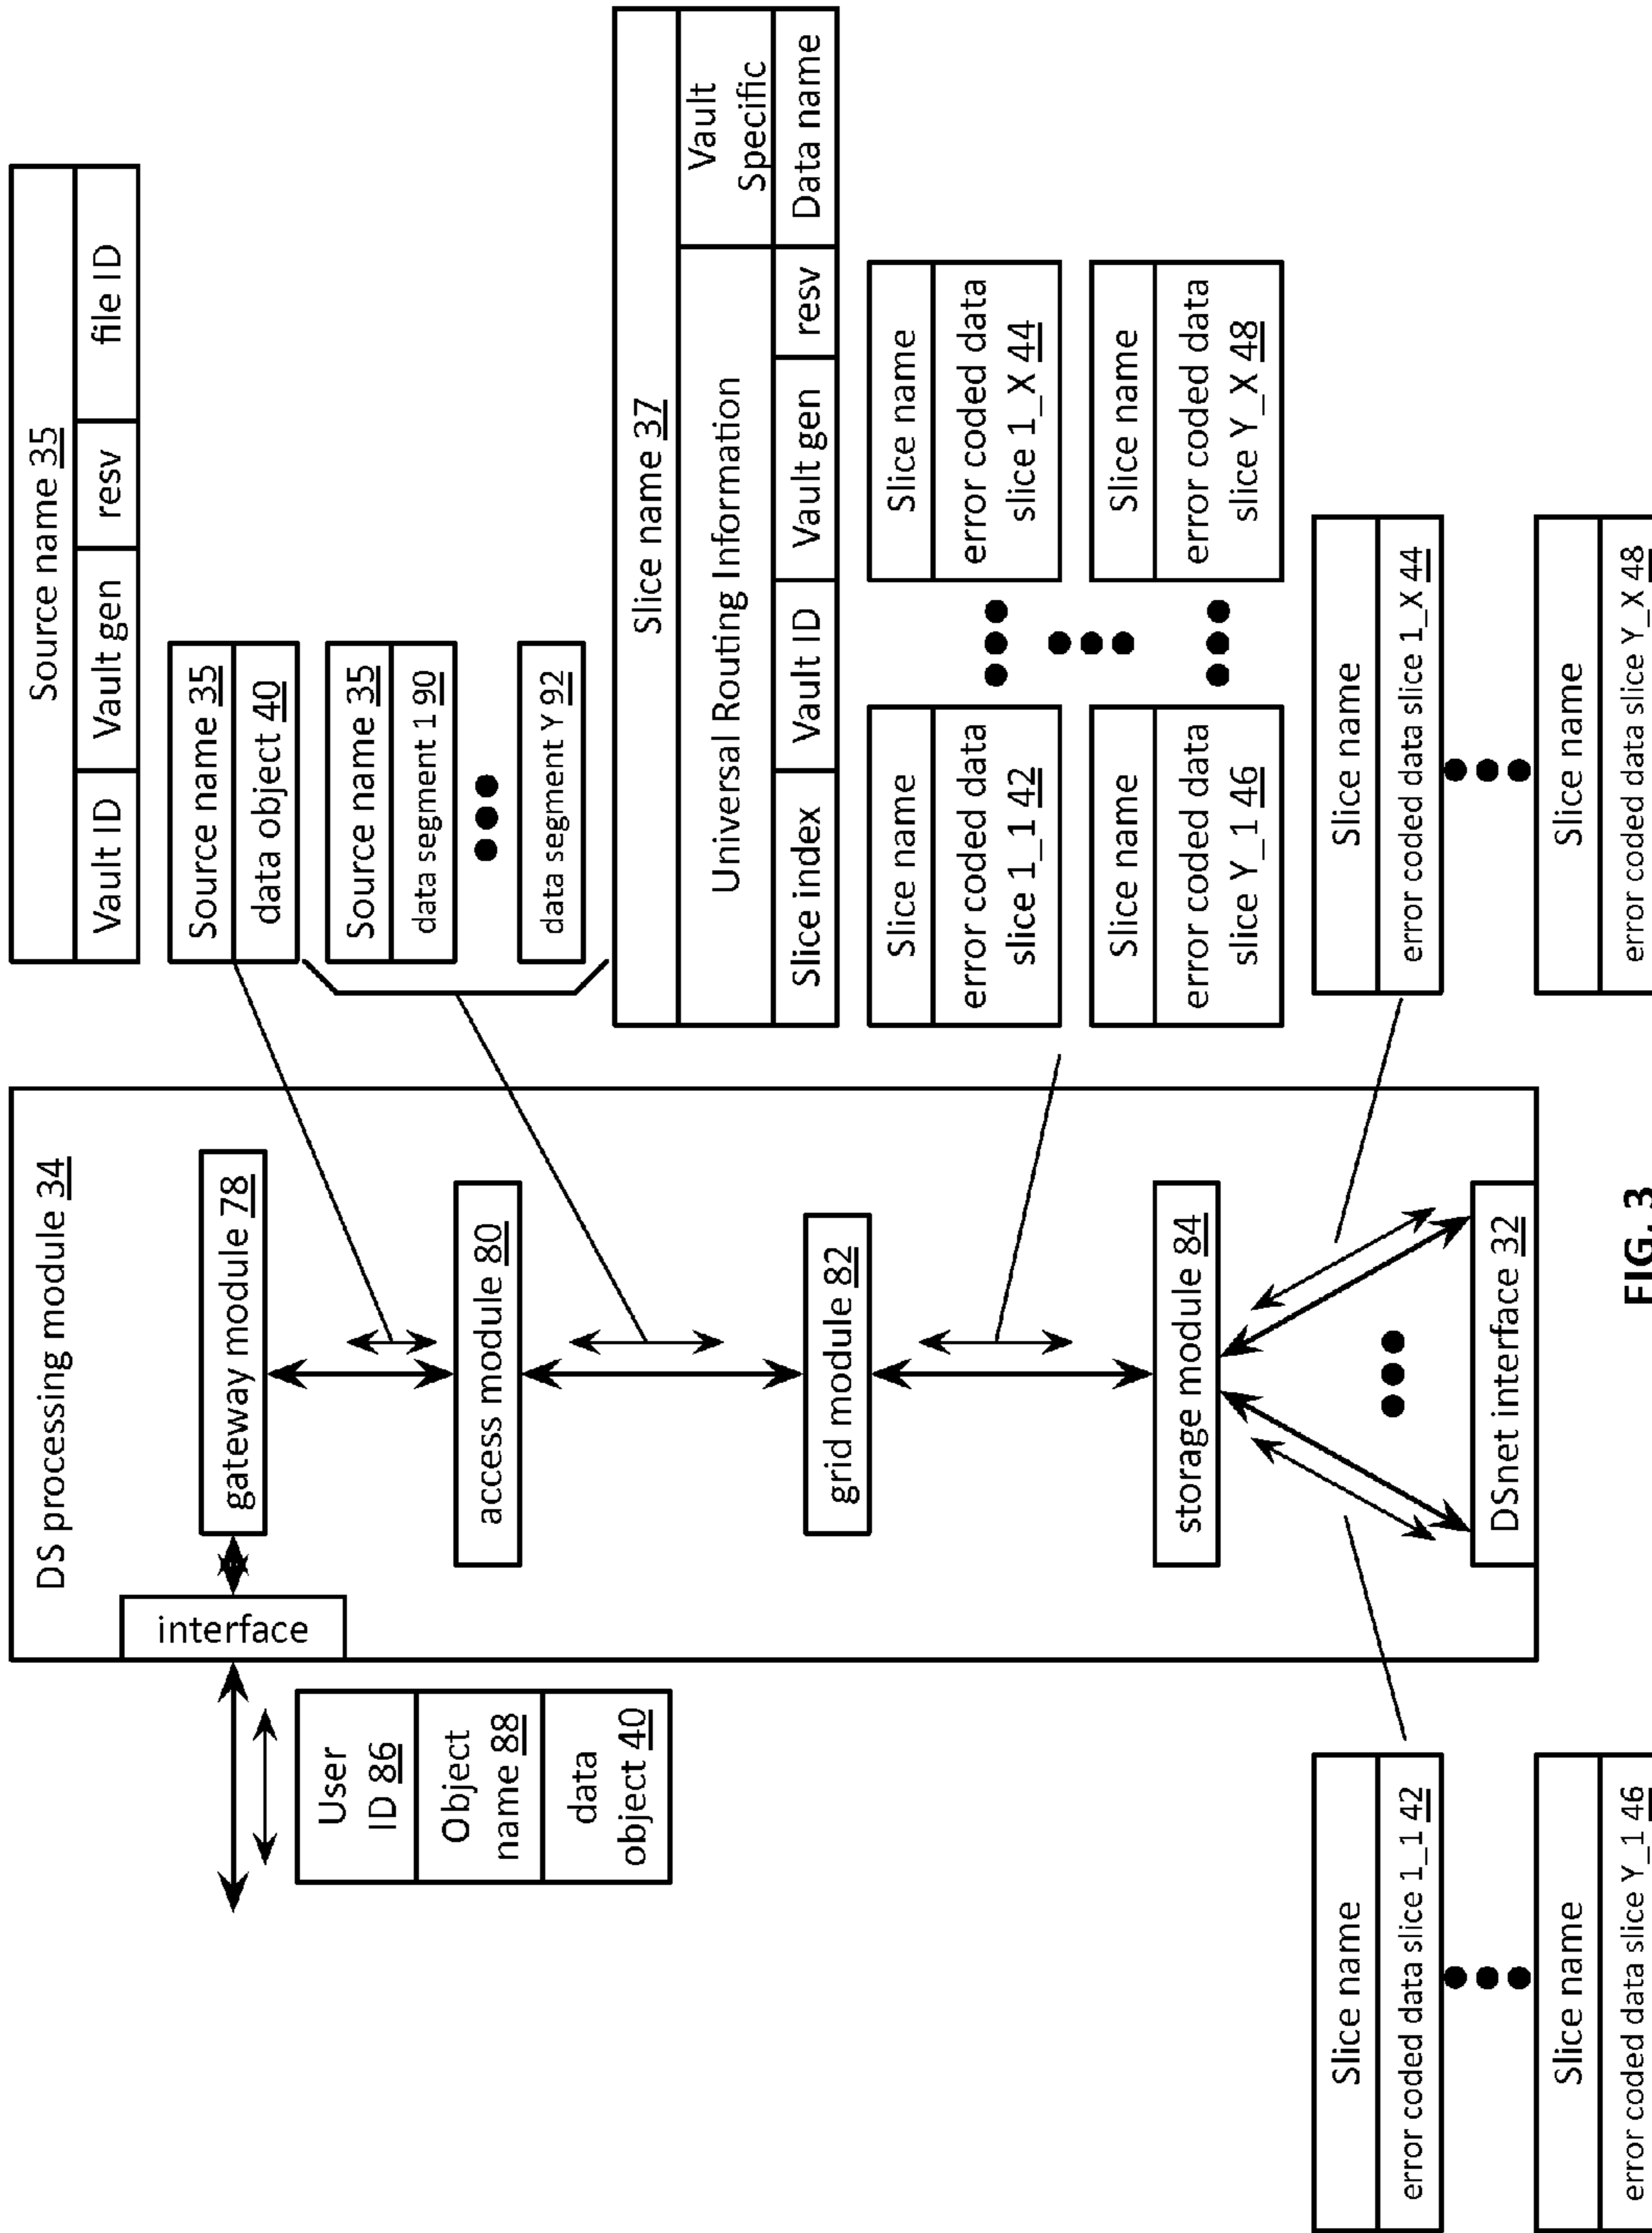 DS processing module 34
interface
gateway module 78
access module 80
grid module 82
storage module 84
DSnet interface 32
User
ID 86
Object
name 88
data
object 40
Source name 35
Vault ID
Vault gen
resv
file ID
Source name 35
data object 40
Source name 35
data segment 1 90
data segment Y 92
Slice name 37
Universal Routing Information
Vault
Specific
Slice index
Vault ID
Vault gen
resv
Data name
Slice name
error coded data
slice 1_1 42
Slice name
error coded data
slice 1_X 44
Slice name
error coded data
slice Y_1 46
Slice name
error coded data
slice Y_X 48
Slice name
error coded data slice 1_1 42
Slice name
error coded data slice Y_1 46
Slice name
error coded data slice 1_X 44
Slice name
error coded data slice Y_X 48
FIG. 3